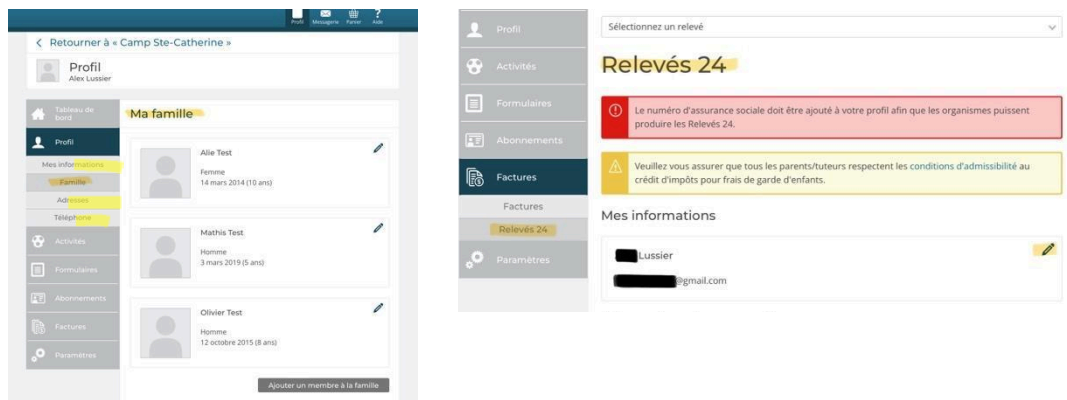 Profil Messagerie Panier Aide
Retourner à « Camp Ste-Catherine »
Profil
Alex Lussier
Tableau de bord
Profil
Mes informations
Famille
Adresses
Téléphone
Activités
Formulaires
Abonnements
Factures
Paramètres
Ma famille
Alie Test
Femme
14 mars 2014 (10 ans)
Mathis Test
Homme
3 mars 2019 (5 ans)
Olivier Test
Homme
12 octobre 2015 (8 ans)
Ajouter un membre à la famille
Profil
Activités
Formulaires
Abonnements
Factures
Factures
Relevés 24
Paramètres
Sélectionnez un relevé
Relevés 24
Le numéro d'assurance sociale doit être ajouté à votre profil afin que les organismes puissent
produire les Relevés 24.
Veuillez vous assurer que tous les parents/tuteurs respectent les conditions d'admissibilité au
crédit d'impôts pour frais de garde d'enfants.
Mes informations
Lussier
@gmail.com